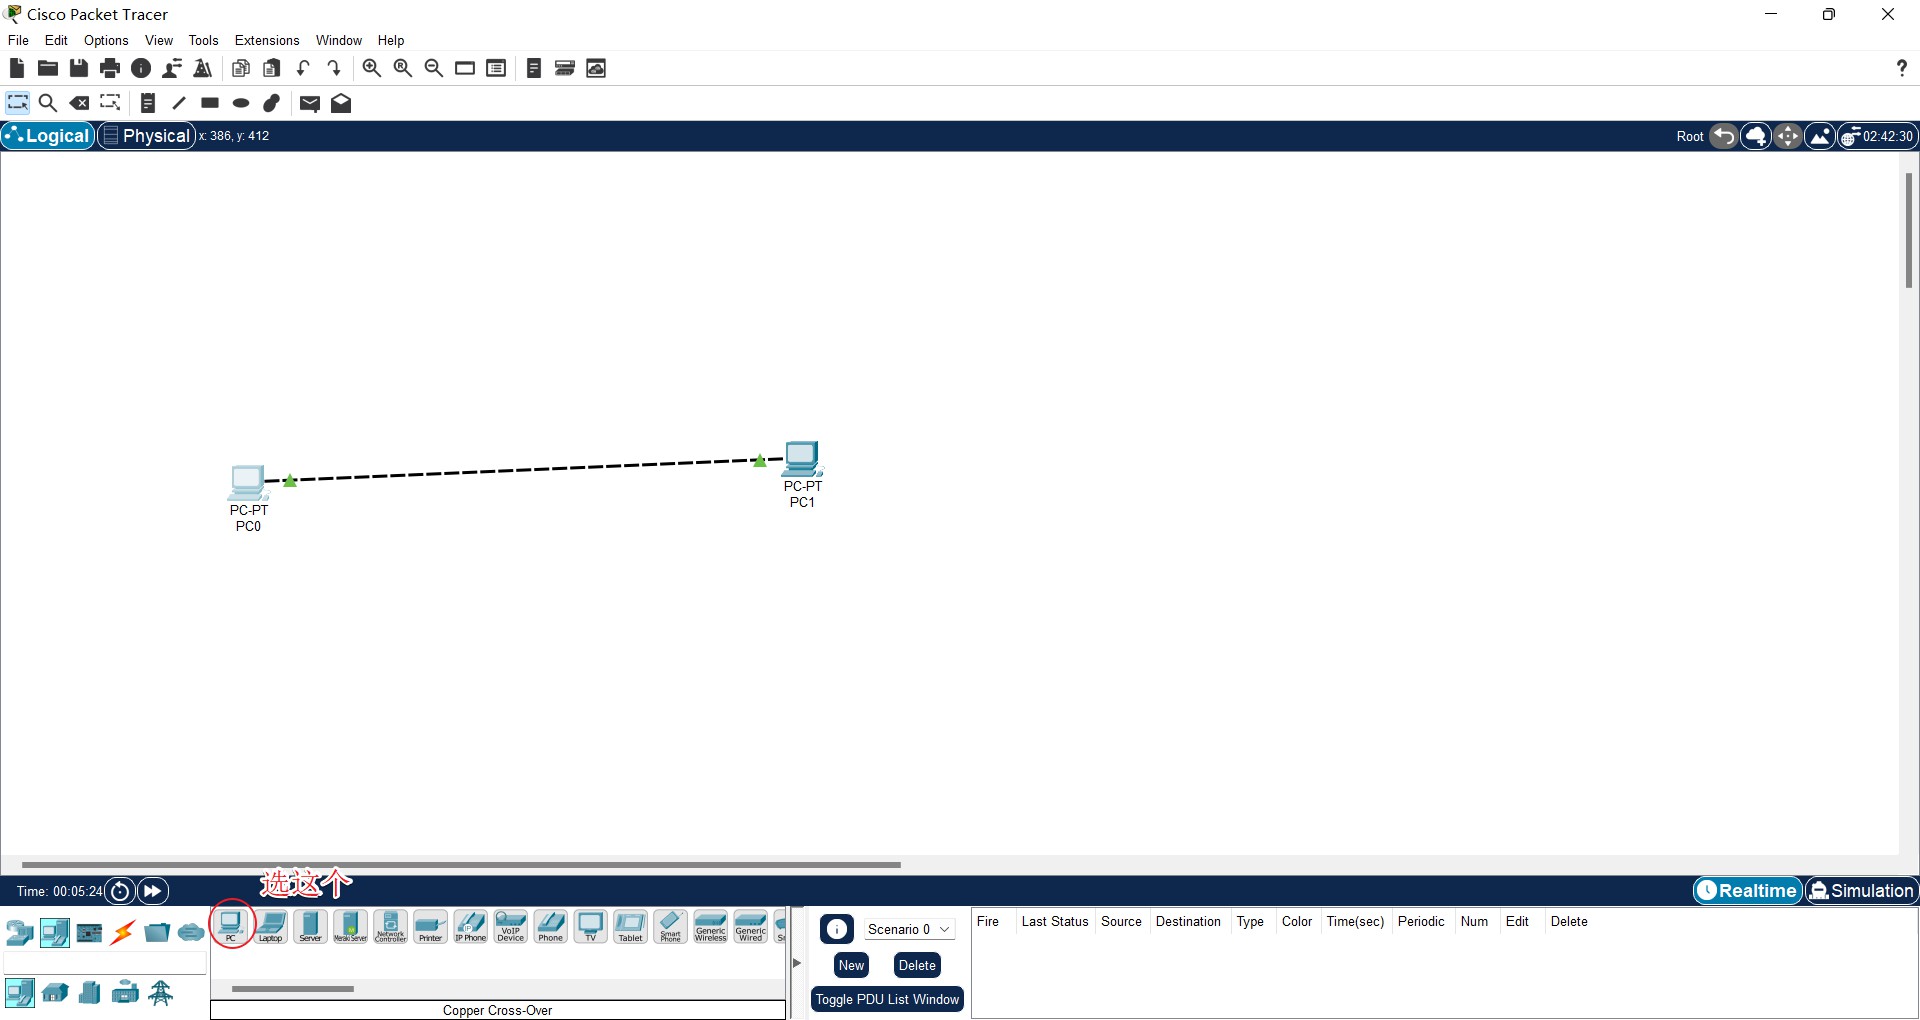 Cisco Packet Tracer
File Edit Options View Tools Extensions Window Help
Logical Physical x: 386, y: 412 Root 02:42:30
PC-PT
PC1
PC-PT
PC0
选这个
Time: 00:05:24 Realtime Simulation
PC Laptop Server Meraki Server Network Controller Printer IP Phone VoIP Device Phone TV Tablet Smart Phone Generic Wireless Generic Wired
Copper Cross-Over
Scenario 0
New Delete
Toggle PDU List Window
Fire Last Status Source Destination Type Color Time(sec) Periodic Num Edit Delete